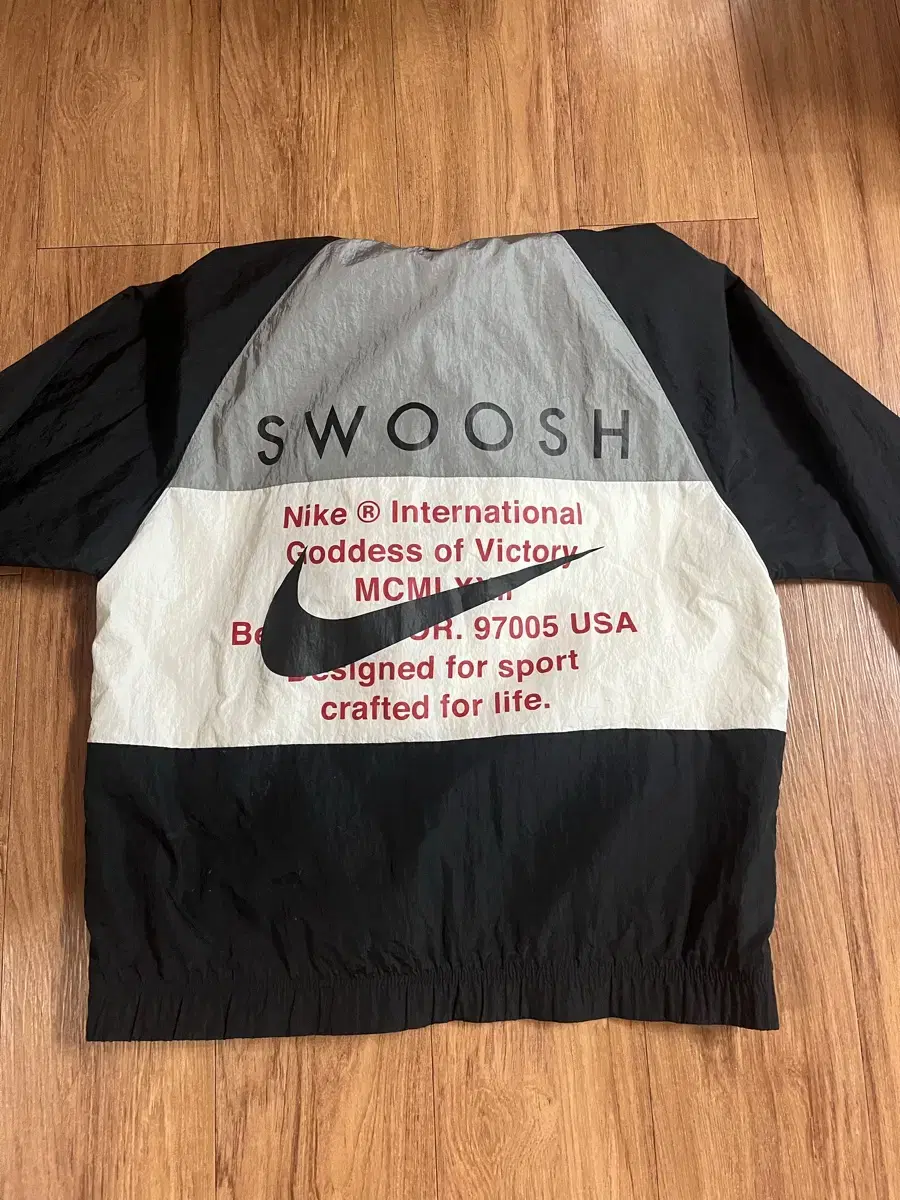 SWOOSH
Nike ® International
Goddess of Victory
OR. 97005 USA
Designed for sport
crafted for life.